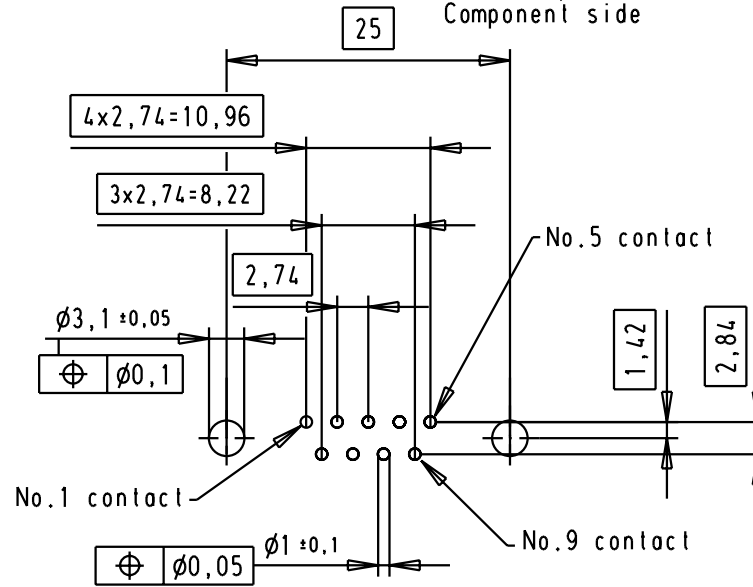 Component side
25
4x2,74=10,96
3x2,74=8,22
No.5 contact
2,74
ø3,1 ±0,05
1,42
2,84
⌖ ø0,1
No.1 contact
No.9 contact
ø1 ±0,1
⌖ ø0,05